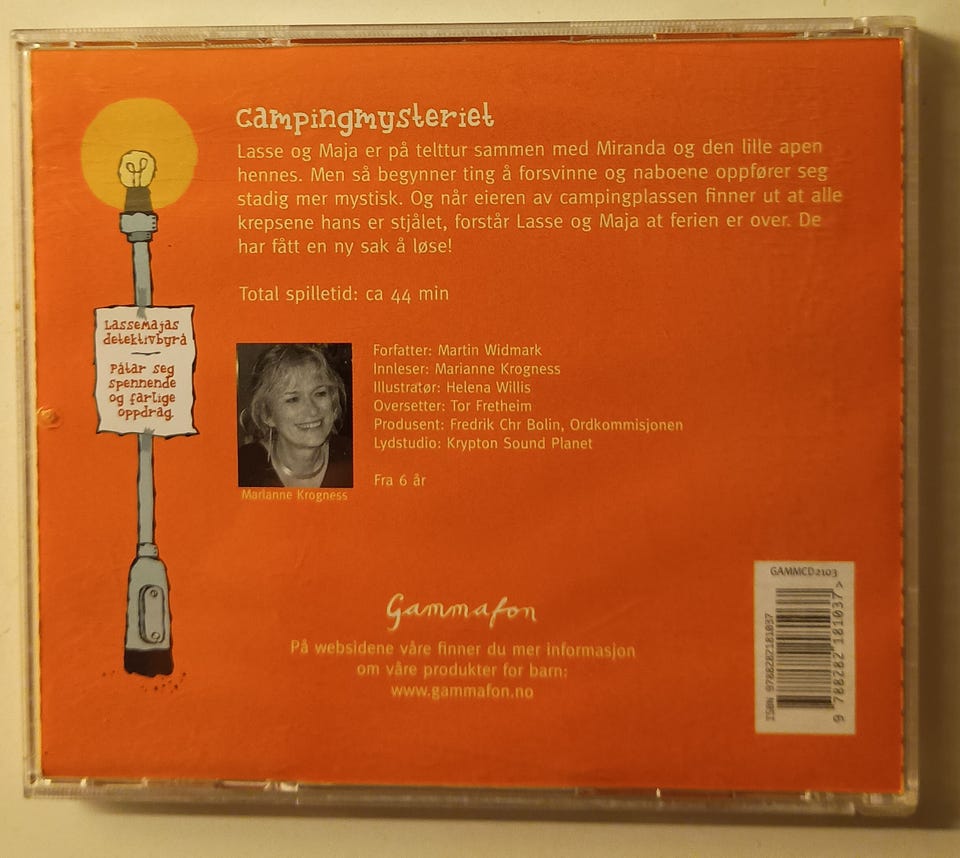 campingmysteriet
Lasse og Maja er på telttur sammen med Miranda og den lille apen
hennes. Men så begynner ting å forsvinne og naboene oppfører seg
stadig mer mystisk. Og når eieren av campingplassen finner ut at alle
krepsene hans er stjålet, forstår Lasse og Maja at ferien er over. De
har fått en ny sak å løse!
Total spilletid: ca 44 min
LasseMajas
detektivbyrå
Påtar seg
spennende
og farlige
oppdrag
Forfatter: Martin Widmark
Innleser: Marianne Krogness
Illustratør: Helena Willis
Oversetter: Tor Fretheim
Produsent: Fredrik Chr Bolin, Ordkommisjonen
Lydstudio: Krypton Sound Planet
Fra 6 år
Marianne Krogness
Gammafon
På websidene våre finner du mer informasjon
om våre produkter for barn:
www.gammafon.no
GAMMCD2103
ISBN 9788282181037
9 788282 181037 >